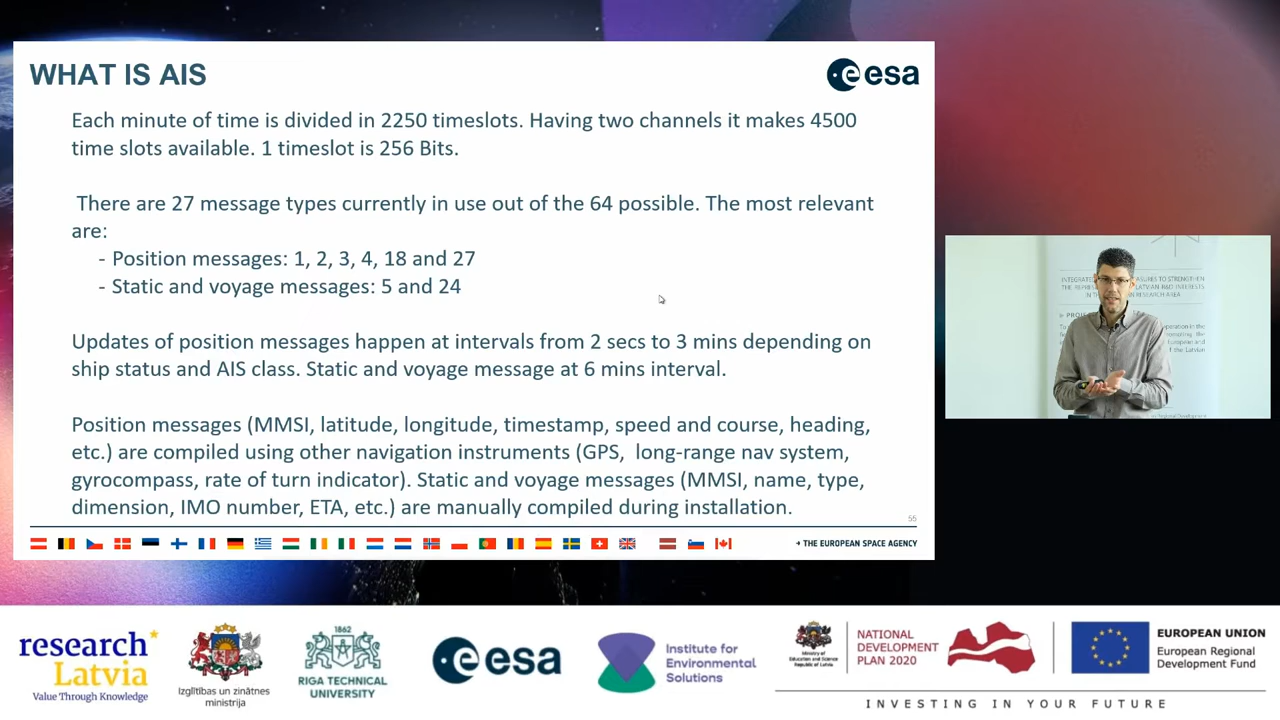 WHAT IS AIS
esa
Each minute of time is divided in 2250 timeslots. Having two channels it makes 4500
time slots available. 1 timeslot is 256 Bits.
There are 27 message types currently in use out of the 64 possible. The most relevant
are:
- Position messages: 1, 2, 3, 4, 18 and 27
- Static and voyage messages: 5 and 24
Updates of position messages happen at intervals from 2 secs to 3 mins depending on
ship status and AIS class. Static and voyage message at 6 mins interval.
Position messages (MMSI, latitude, longitude, timestamp, speed and course, heading,
etc.) are compiled using other navigation instruments (GPS, long-range nav system,
gyrocompass, rate of turn indicator). Static and voyage messages (MMSI, name, type,
dimension, IMO number, ETA, etc.) are manually compiled during installation.
55
→ THE EUROPEAN SPACE AGENCY
research
Latvia
Value Through Knowledge
Izglītības un zinātnes
ministrija
1862
RIGA TECHNICAL
UNIVERSITY
esa
Institute for
Environmental
Solutions
Ministry of
Education and Science
Republic of Latvia
NATIONAL
DEVELOPMENT
PLAN 2020
EUROPEAN UNION
European Regional
Development Fund
INVESTING IN YOUR FUTURE